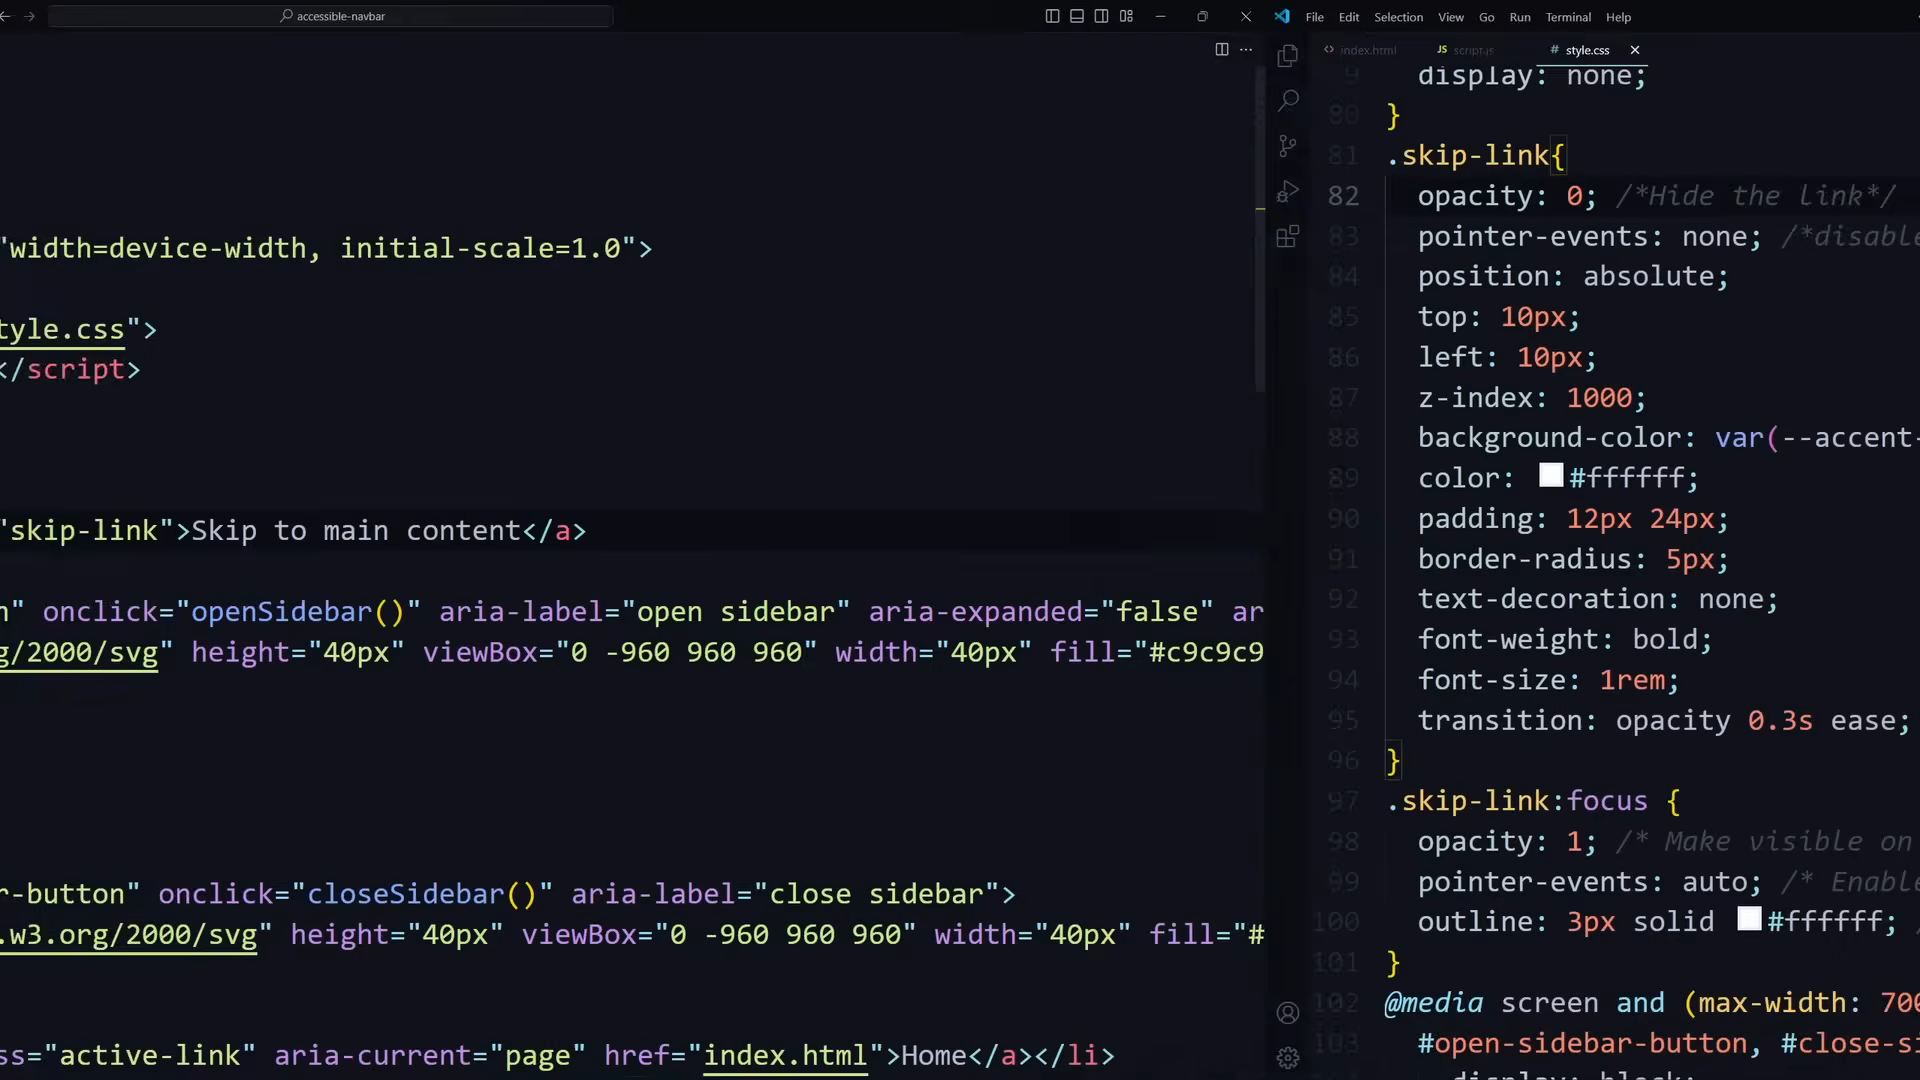 accessible-navbar
"width=device-width, initial-scale=1.0">
tyle.css">
</script>
"skip-link">Skip to main content</a>
n" onclick="openSidebar()" aria-label="open sidebar" aria-expanded="false" ar
g/2000/svg" height="40px" viewBox="0 -960 960 960" width="40px" fill="#c9c9c9
r-button" onclick="closeSidebar()" aria-label="close sidebar">
.w3.org/2000/svg" height="40px" viewBox="0 -960 960 960" width="40px" fill="#
ss="active-link" aria-current="page" href="index.html">Home</a></li>
File Edit Selection View Go Run Terminal Help
<> index.html JS script.js # style.css
display: none;
80 }
81 .skip-link{
82 opacity: 0; /*Hide the link*/
83 pointer-events: none; /*disable
84 position: absolute;
85 top: 10px;
86 left: 10px;
87 z-index: 1000;
88 background-color: var(--accent-
89 color: #ffffff;
90 padding: 12px 24px;
91 border-radius: 5px;
92 text-decoration: none;
93 font-weight: bold;
94 font-size: 1rem;
95 transition: opacity 0.3s ease;
96 }
97 .skip-link:focus {
98 opacity: 1; /* Make visible on
99 pointer-events: auto; /* Enable
100 outline: 3px solid #ffffff; /
101 }
102 @media screen and (max-width: 700
103 #open-sidebar-button, #close-si
display: block;